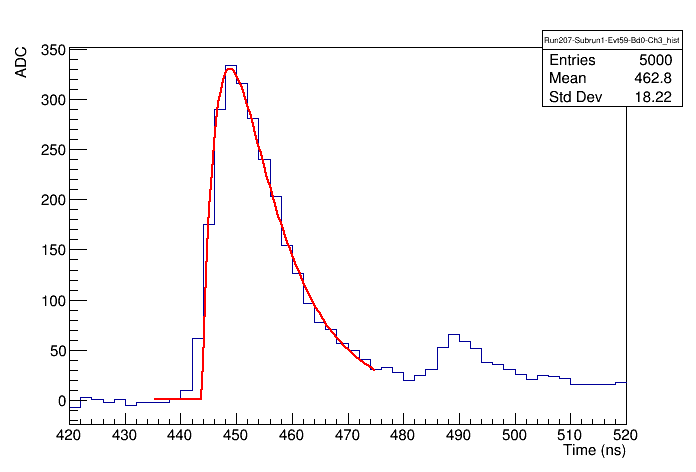 Run207-Subrun1-Evt59-Bd0-Ch3_hist
Entries 5000
Mean 462.8
Std Dev 18.22
ADC
350
300
250
200
150
100
50
0
420 430 440 450 460 470 480 490 500 510 520
Time (ns)